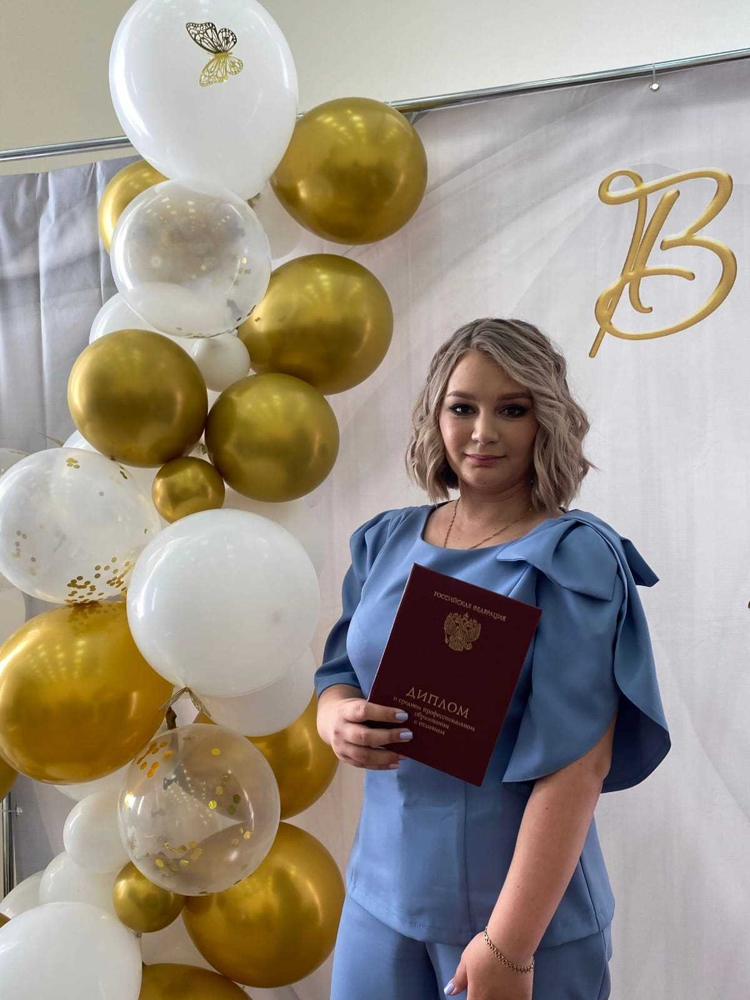 В
РОССИЙСКАЯ ФЕДЕРАЦИЯ
ДИПЛОМ
о среднем профессиональном
образовании
с отличием